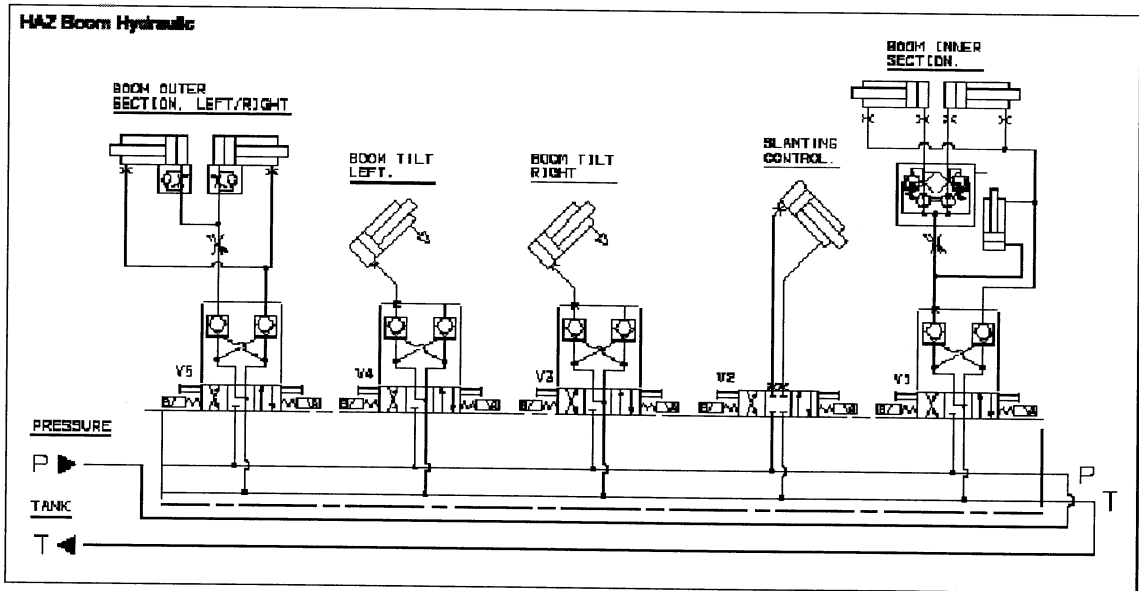 HAZ Boom Hydraulic
BOOM OUTER
SECTION. LEFT/RIGHT
BOOM TILT
LEFT.
BOOM TILT
RIGHT
SLANTING
CONTROL.
BOOM INNER
SECTION.
V5
V4
V3
V2
V1
PRESSURE
P
TANK
T
P
T